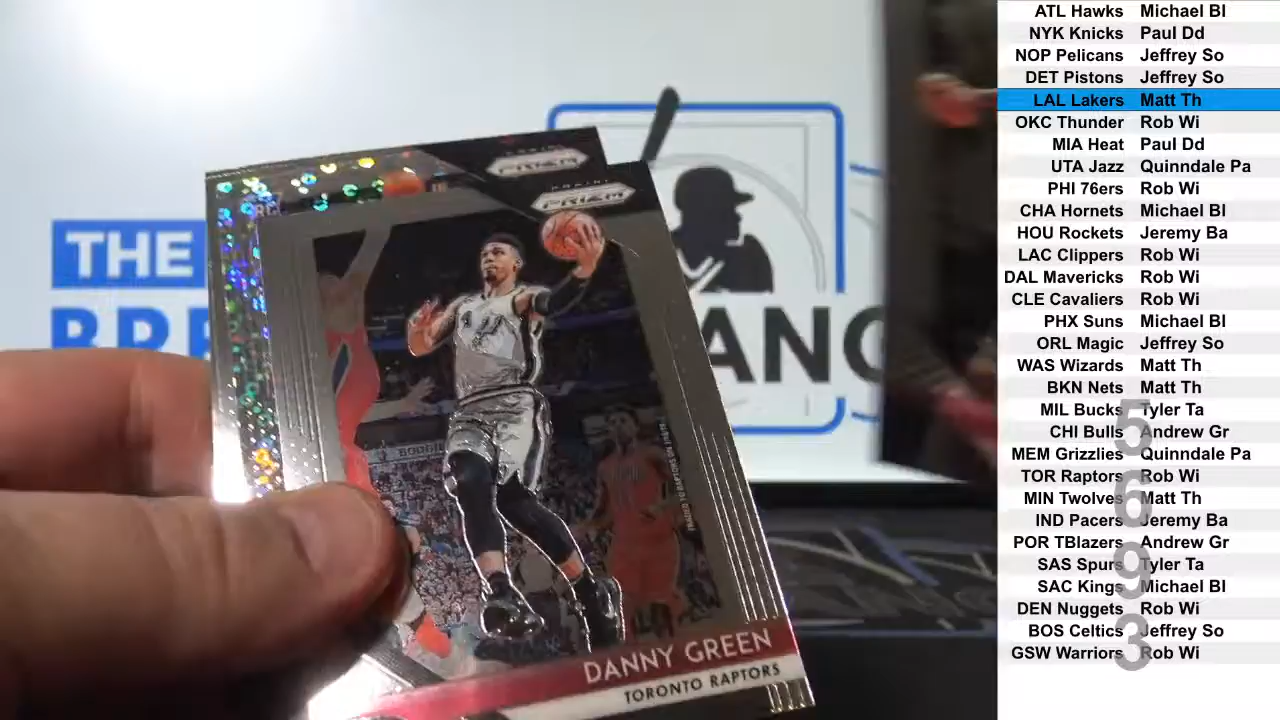 THE
BRE
ANC
PANINI
PRIZM
PANINI
PRIZM
DANNY GREEN
TORONTO RAPTORS
ATL Hawks Michael Bl
NYK Knicks Paul Dd
NOP Pelicans Jeffrey So
DET Pistons Jeffrey So
LAL Lakers Matt Th
OKC Thunder Rob Wi
MIA Heat Paul Dd
UTA Jazz Quinndale Pa
PHI 76ers Rob Wi
CHA Hornets Michael Bl
HOU Rockets Jeremy Ba
LAC Clippers Rob Wi
DAL Mavericks Rob Wi
CLE Cavaliers Rob Wi
PHX Suns Michael Bl
ORL Magic Jeffrey So
WAS Wizards Matt Th
BKN Nets Matt Th
MIL Bucks Tyler Ta
CHI Bulls Andrew Gr
MEM Grizzlies Quinndale Pa
TOR Raptors Rob Wi
MIN Twolves Matt Th
IND Pacers Jeremy Ba
POR TBlazers Andrew Gr
SAS Spurs Tyler Ta
SAC Kings Michael Bl
DEN Nuggets Rob Wi
BOS Celtics Jeffrey So
GSW Warriors Rob Wi
5
6
9
3